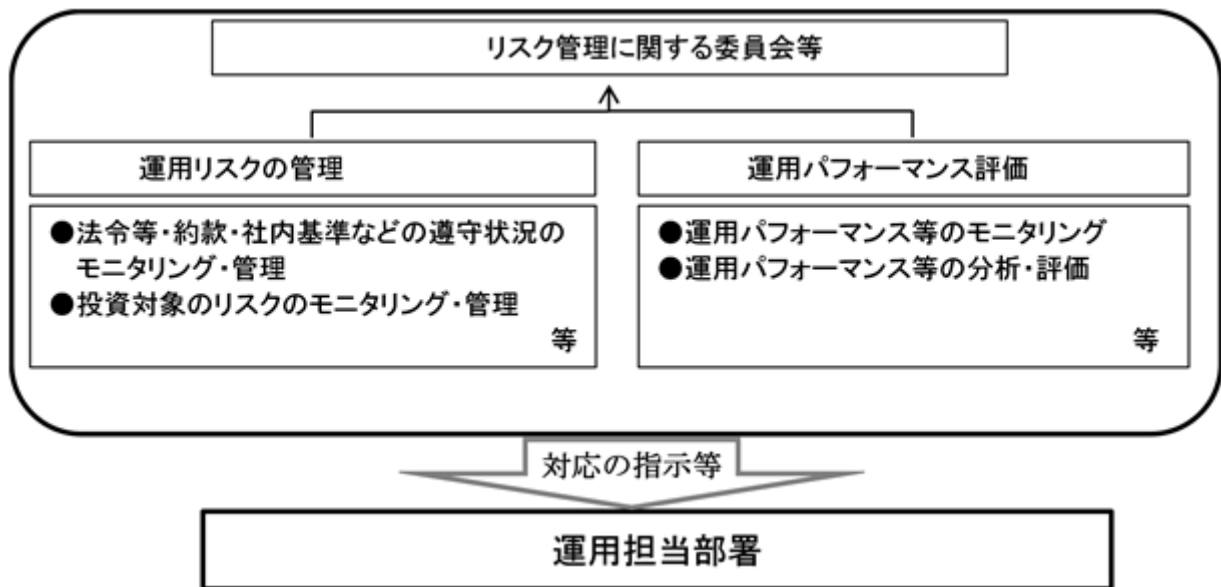 リスク管理に関する委員会等
運用リスクの管理
●法令等・約款・社内基準などの遵守状況の
モニタリング・管理
●投資対象のリスクのモニタリング・管理
等
運用パフォーマンス評価
●運用パフォーマンス等のモニタリング
●運用パフォーマンス等の分析・評価
等
対応の指示等
運用担当部署